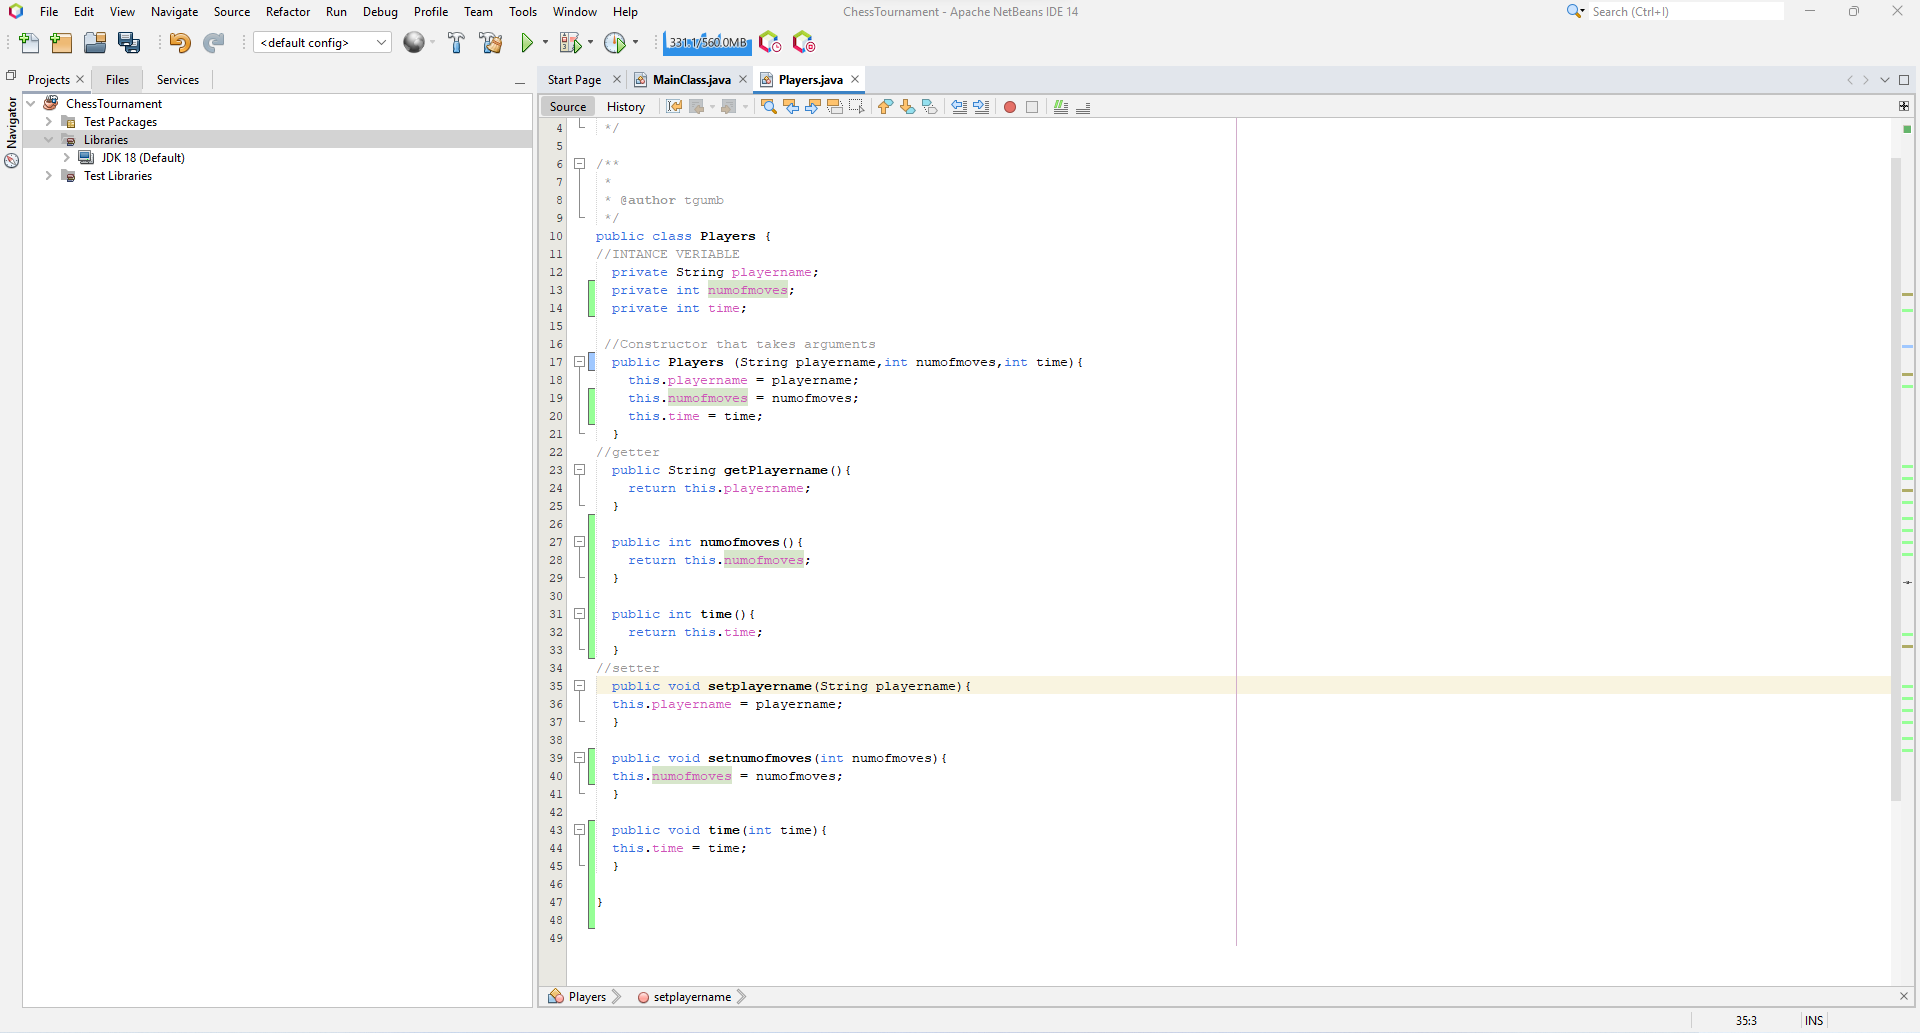 File Edit View Navigate Source Refactor Run Debug Profile Team Tools Window Help
ChessTournament - Apache NetBeans IDE 14
Search (Ctrl+I)
<default config>
331.1/560.0MB
Projects Files Services
Navigator
ChessTournament
Test Packages
Libraries
JDK 18 (Default)
Test Libraries
Start Page MainClass.java Players.java
Source History
4 */
5
6 /**
7 *
8 * @author tgumb
9 */
10 public class Players {
11 //INTANCE VERIABLE
12 private String playername;
13 private int numofmoves;
14 private int time;
15
16 //Constructor that takes arguments
17 public Players (String playername,int numofmoves,int time){
18 this.playername = playername;
19 this.numofmoves = numofmoves;
20 this.time = time;
21 }
22 //getter
23 public String getPlayername(){
24 return this.playername;
25 }
26
27 public int numofmoves(){
28 return this.numofmoves;
29 }
30
31 public int time(){
32 return this.time;
33 }
34 //setter
35 public void setplayername(String playername){
36 this.playername = playername;
37 }
38
39 public void setnumofmoves(int numofmoves){
40 this.numofmoves = numofmoves;
41 }
42
43 public void time(int time){
44 this.time = time;
45 }
46
47 }
48
49
Players setplayername
35:3 INS